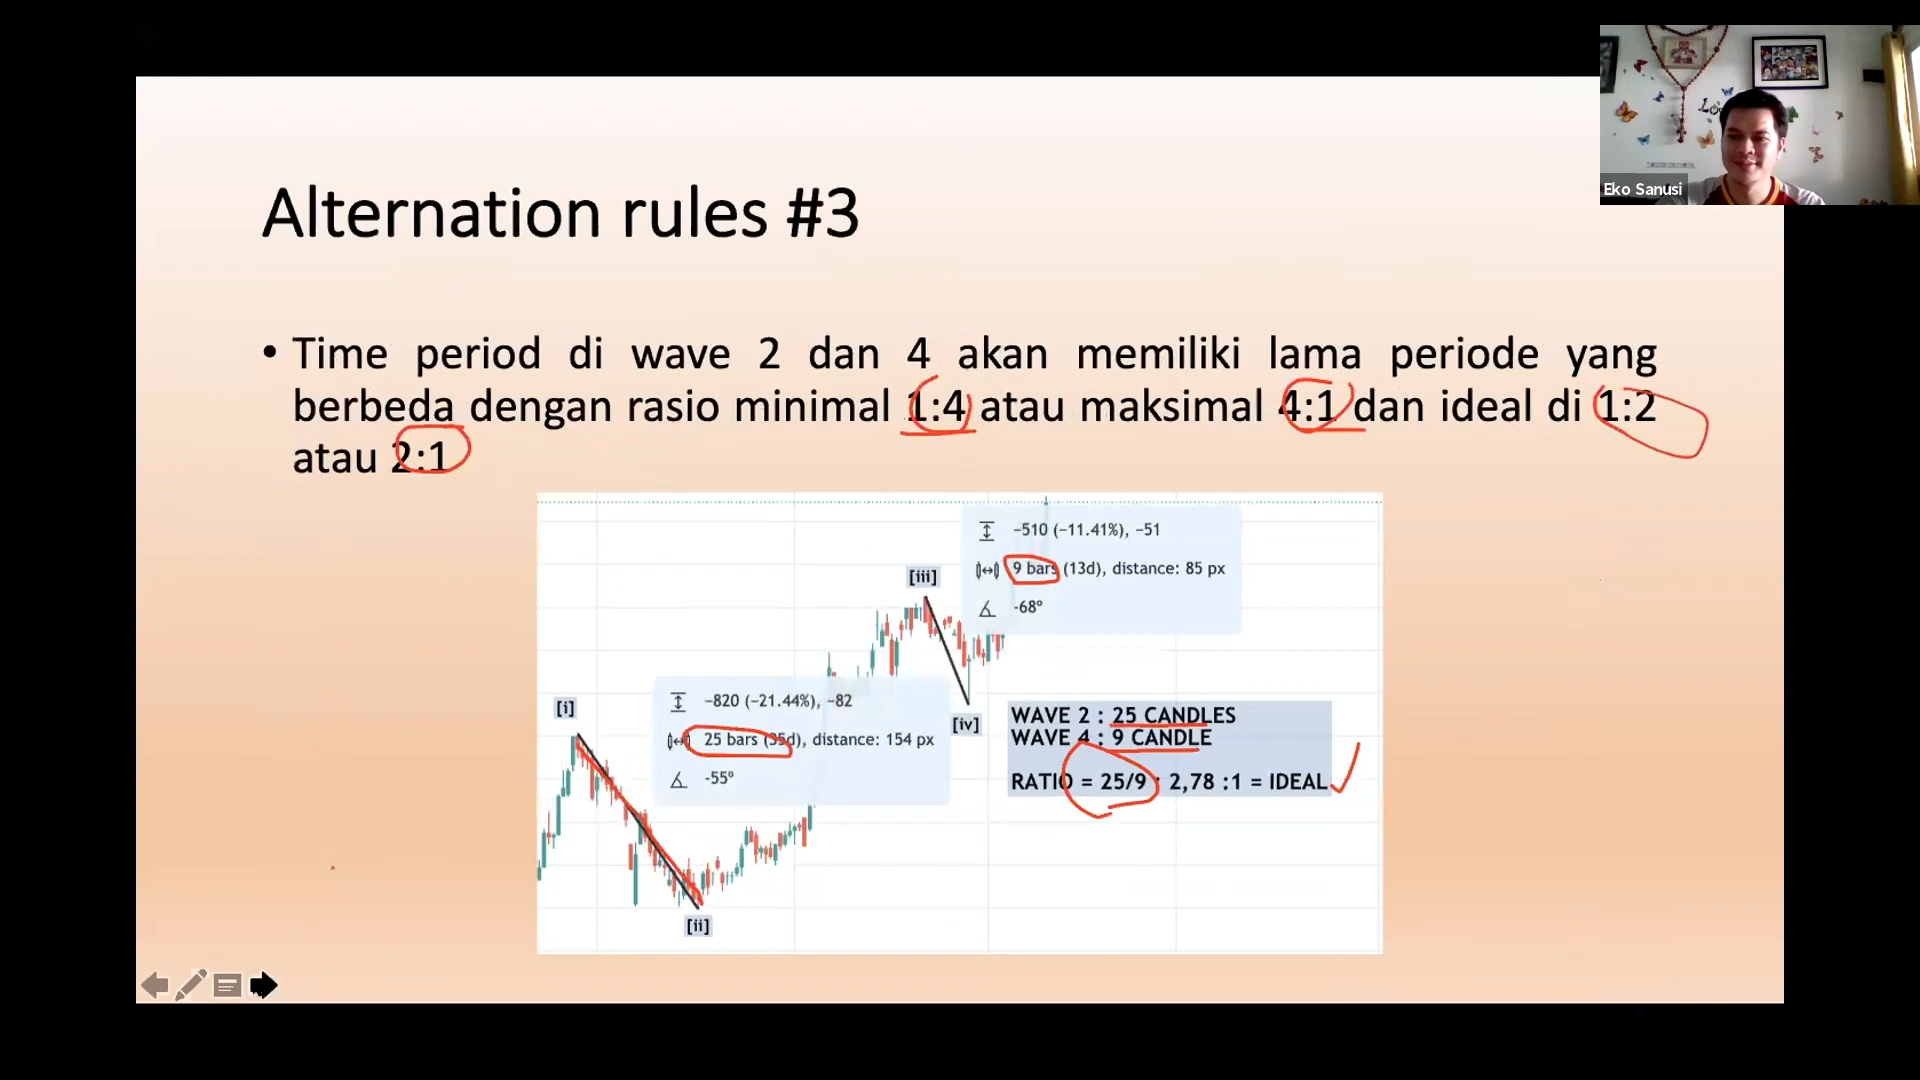 Eko Sanusi
Alternation rules #3
• Time period di wave 2 dan 4 akan memiliki lama periode yang
berbeda dengan rasio minimal 1:4 atau maksimal 4:1 dan ideal di 1:2
atau 2:1
−510 (−11.41%), −51
9 bars (13d), distance: 85 px
-68º
[iii]
−820 (−21.44%), −82
25 bars (35d), distance: 154 px
-55º
[i]
[iv]
WAVE 2 : 25 CANDLES
WAVE 4 : 9 CANDLE
RATIO = 25/9 : 2,78 :1 = IDEAL
[ii]